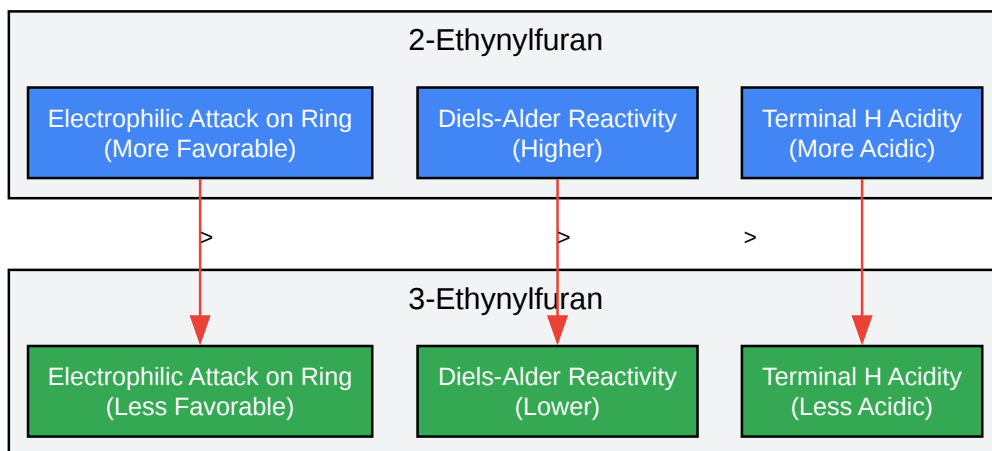 2-Ethynylfuran
Electrophilic Attack on Ring
(More Favorable)
Diels-Alder Reactivity
(Higher)
Terminal H Acidity
(More Acidic)
>
>
>
3-Ethynylfuran
Electrophilic Attack on Ring
(Less Favorable)
Diels-Alder Reactivity
(Lower)
Terminal H Acidity
(Less Acidic)